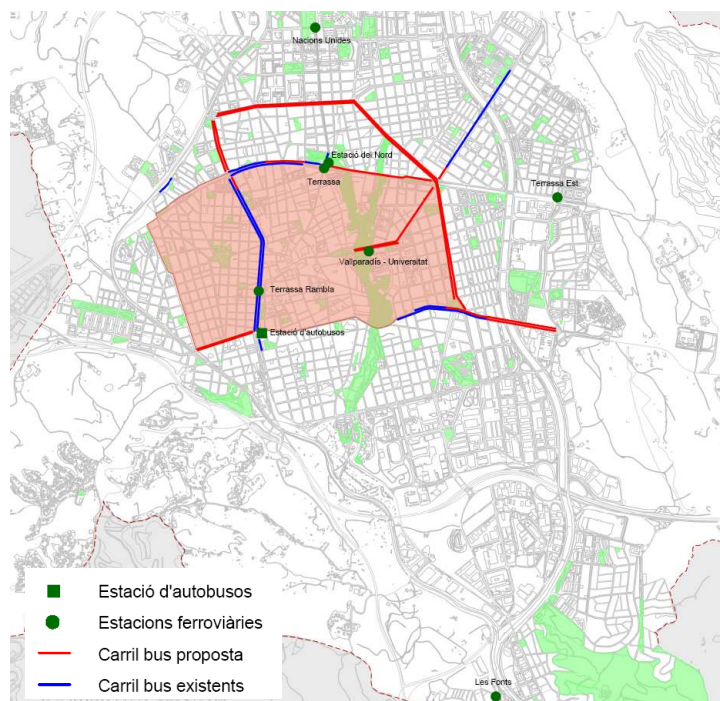 Nacions Unides
Estació del Nord
Terrassa
Terrassa Est
Vallparadís - Universitat
Terrassa Rambla
Estació d'autobusos
Estació d'autobusos
Estacions ferroviàries
Carril bus proposta
Carril bus existents
Les Fonts